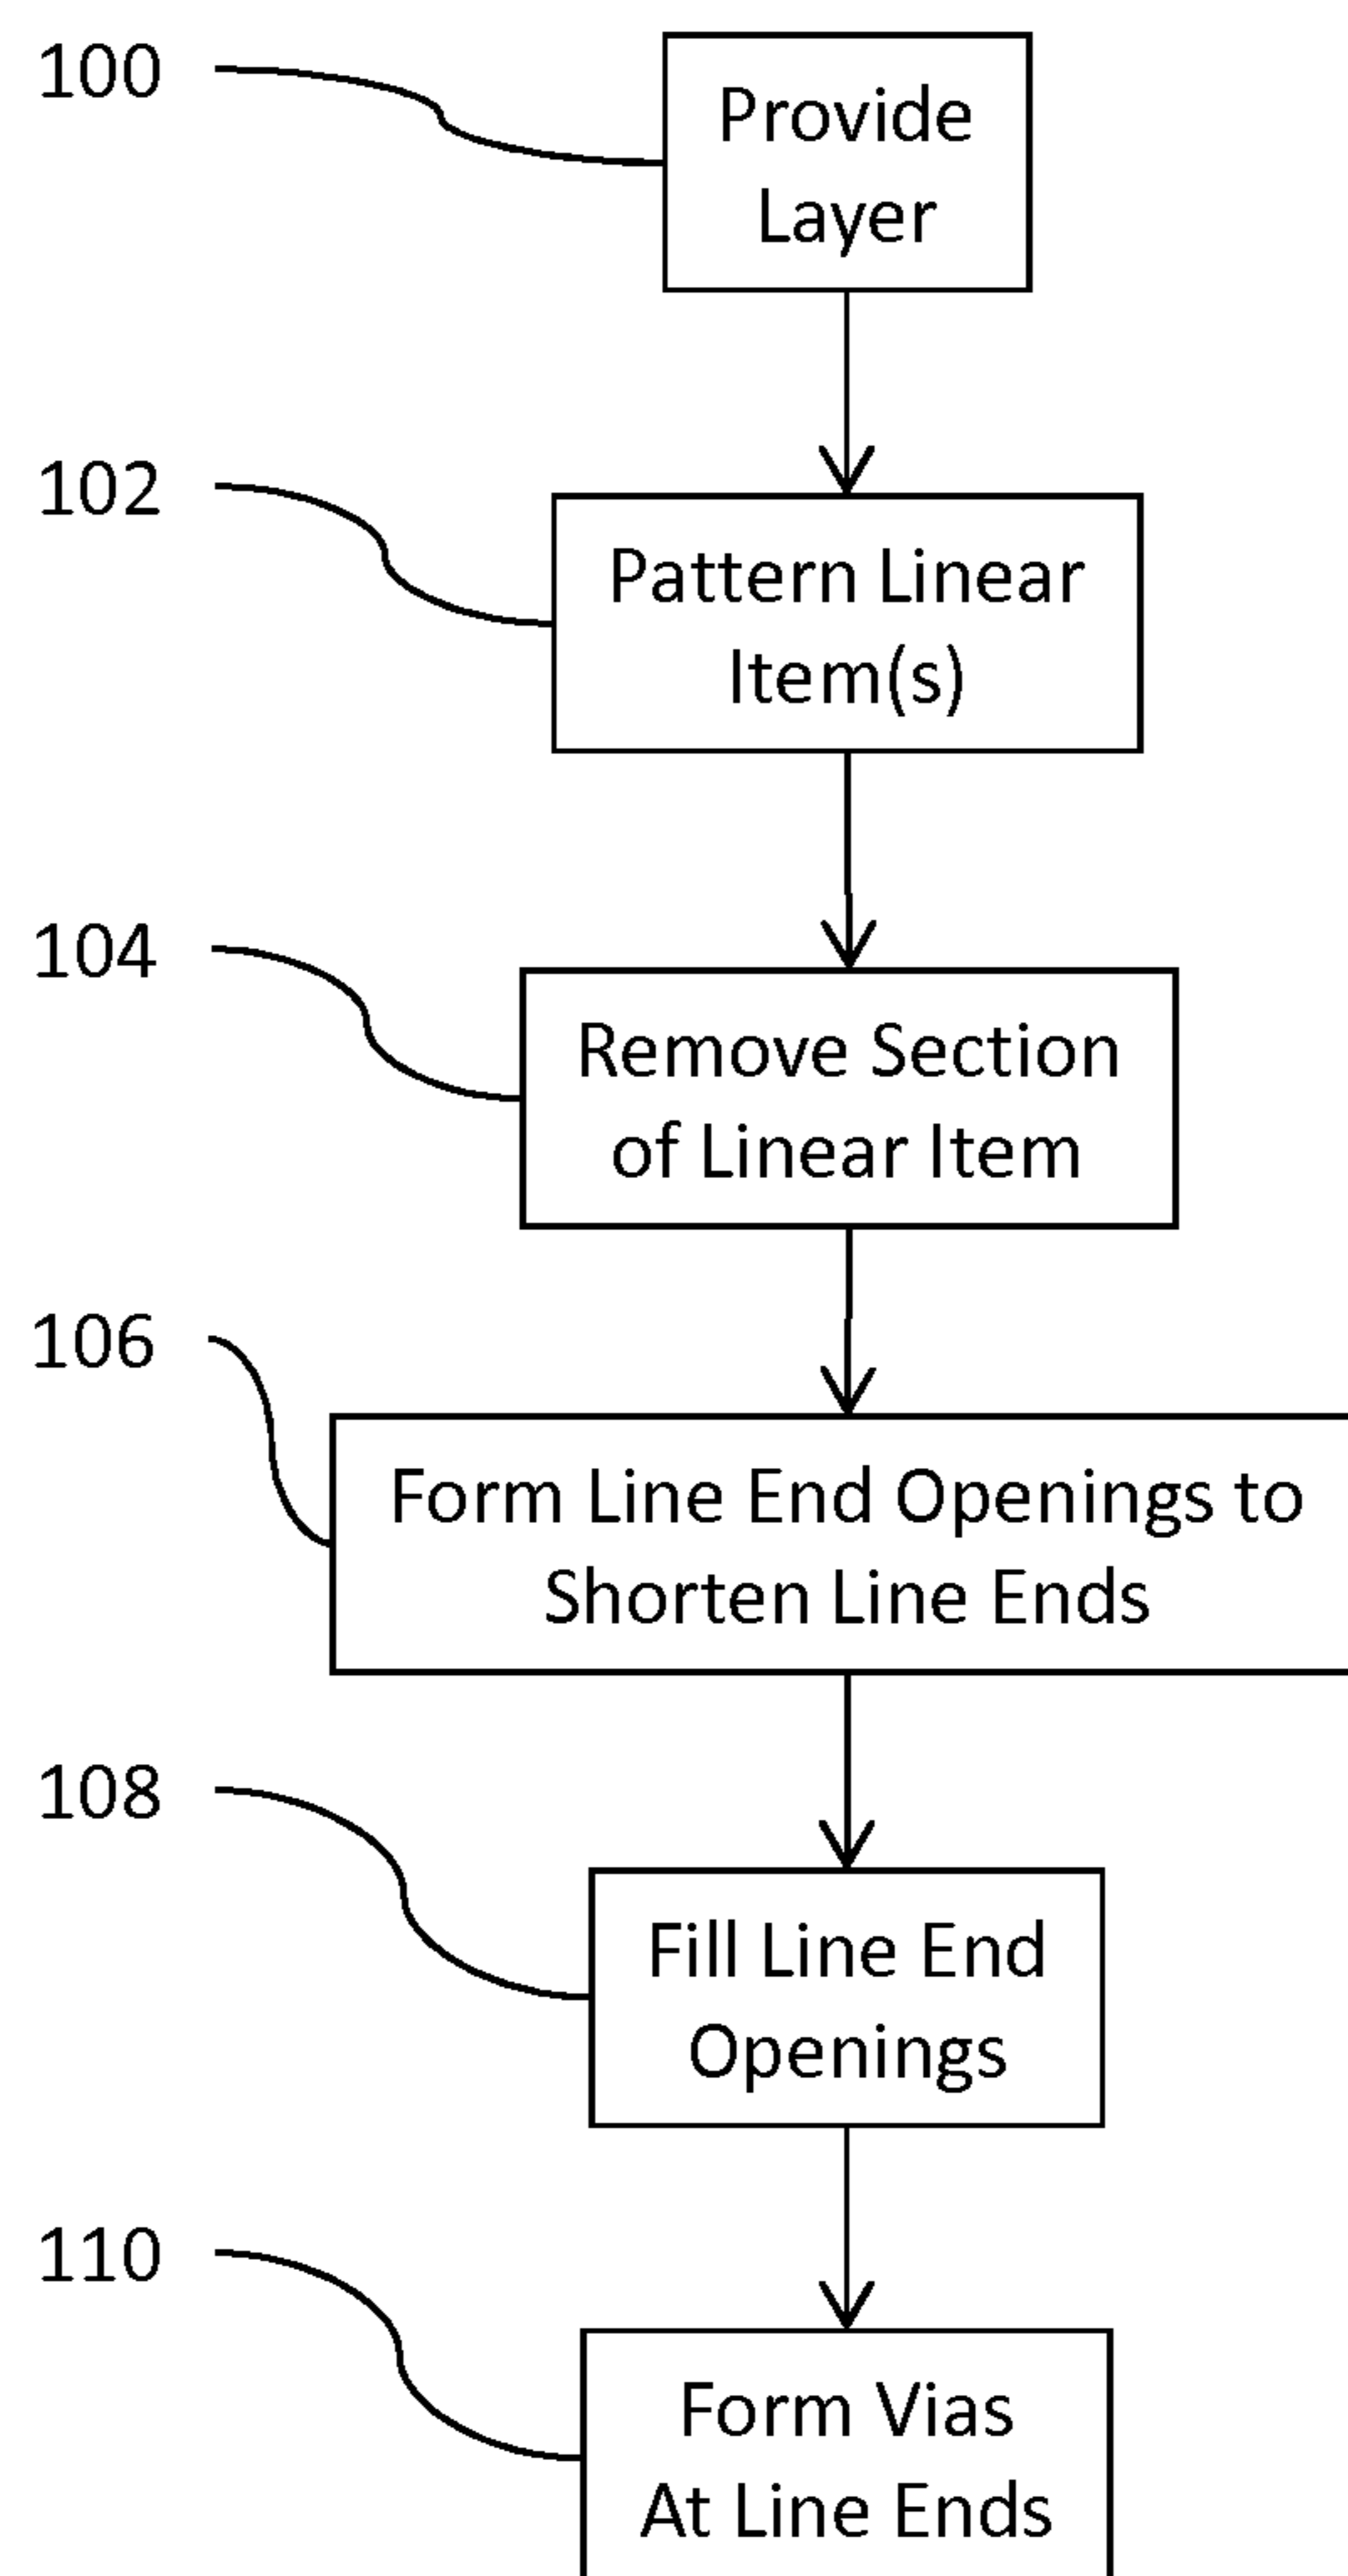 100
Provide
Layer
102
Pattern Linear
Item(s)
104
Remove Section
of Linear Item
106
Form Line End Openings to
Shorten Line Ends
108
Fill Line End
Openings
110
Form Vias
At Line Ends